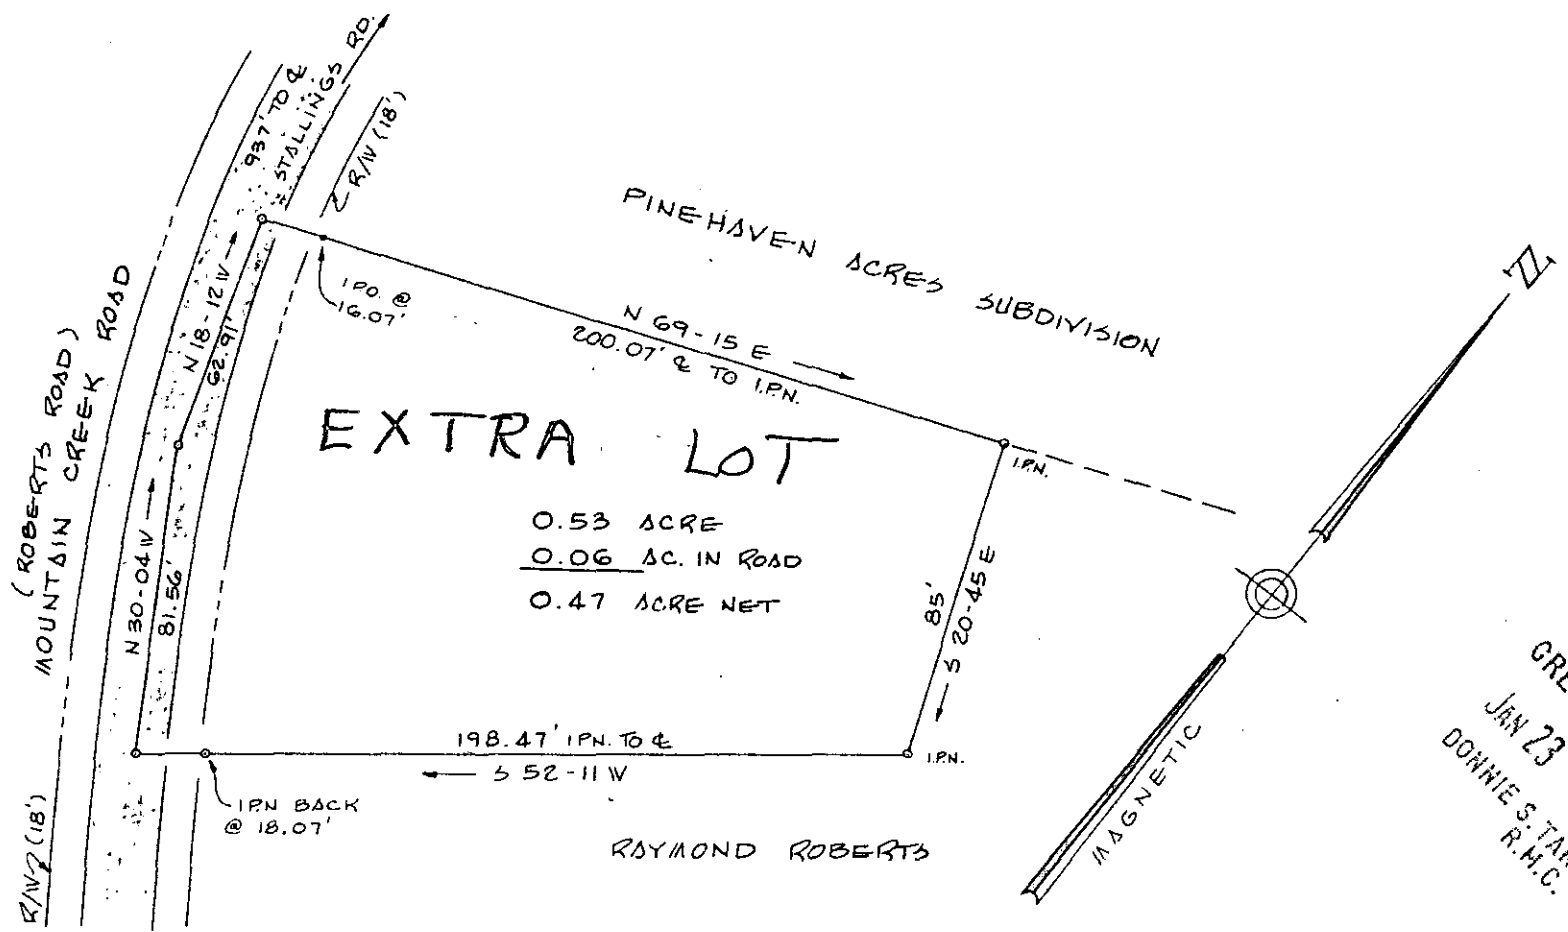 937' TO ℄
STALLINGS RD.
R/W (18')
PINEHAVEN ACRES SUBDIVISION
(ROBERTS ROAD)
MOUNTAIN CREEK ROAD
N 18-12 W
62.91'
I.P.O. @
16.07'
N 69-15 E
200.07' ℄ TO I.P.N.
N
EXTRA LOT
I.P.N.
0.53 ACRE
0.06 AC. IN ROAD
0.47 ACRE NET
N 30-04 W
81.56'
85'
S 20-45 E
198.47' I.P.N. TO ℄
S 52-11 W
I.P.N.
I.P.N BACK
@ 18.07'
R/W (18')
RAYMOND ROBERTS
MAGNETIC
JAN 23
DONNIE S.
R.M.C.